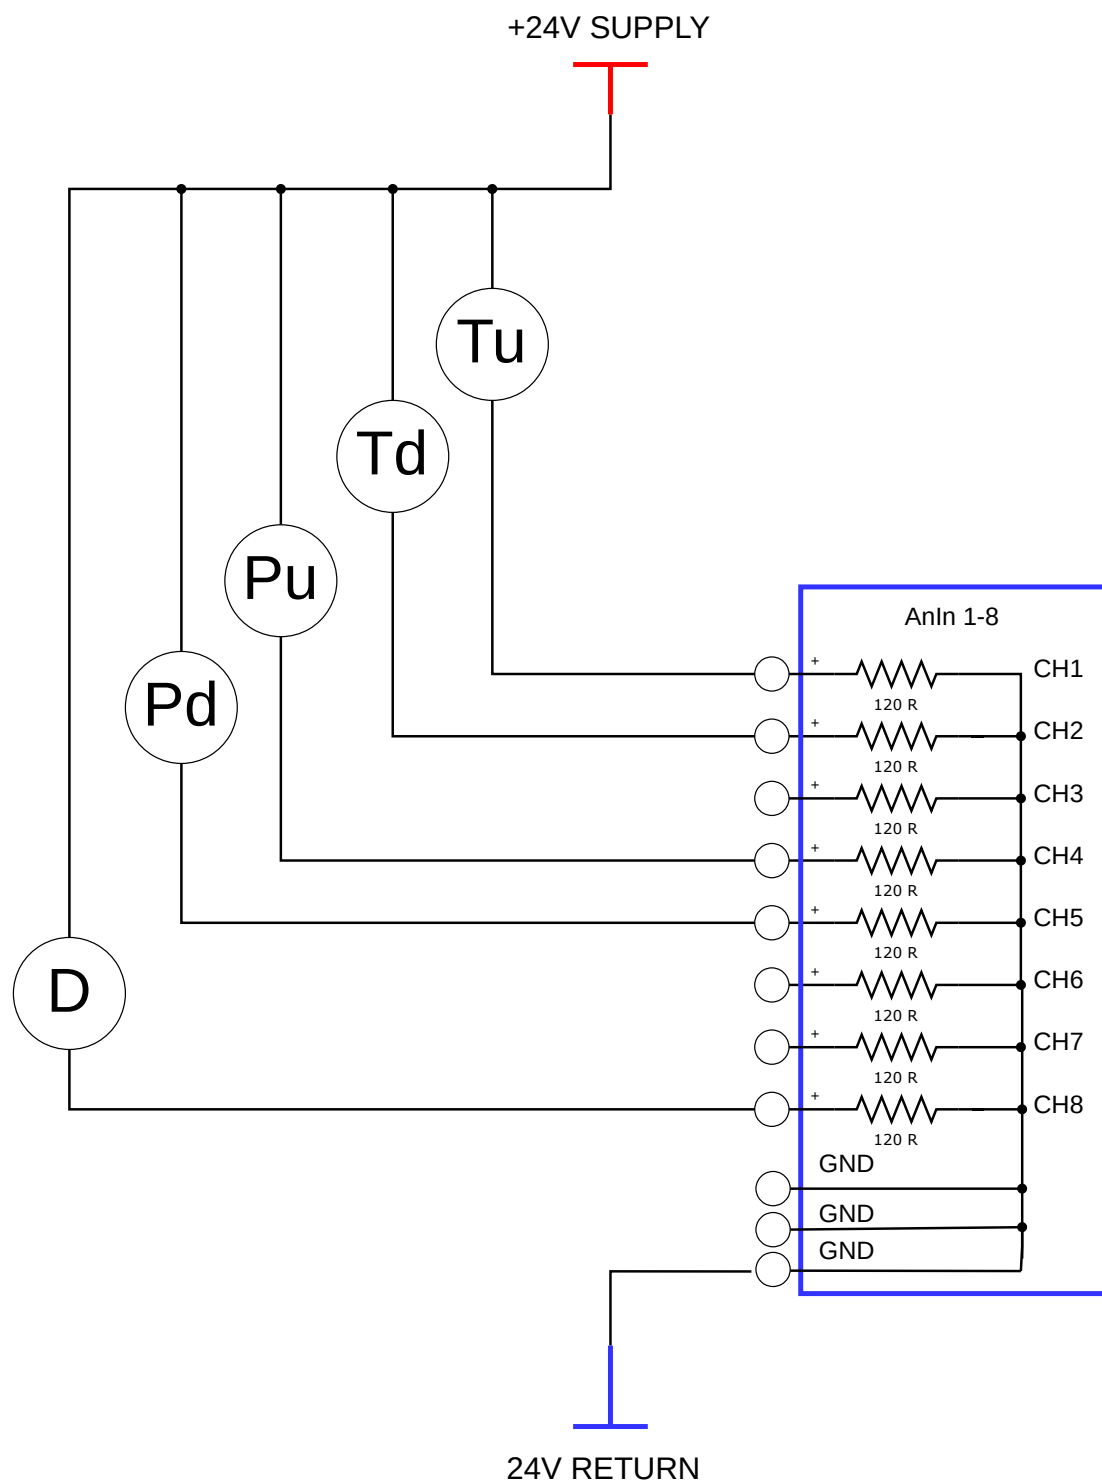 +24V SUPPLY
Tu
Td
Pu
Pd
D
AnIn 1-8
+ CH1
120 R
+ CH2
120 R
+ CH3
120 R
+ CH4
120 R
+ CH5
120 R
+ CH6
120 R
+ CH7
120 R
+ CH8
120 R
GND
GND
GND
24V RETURN